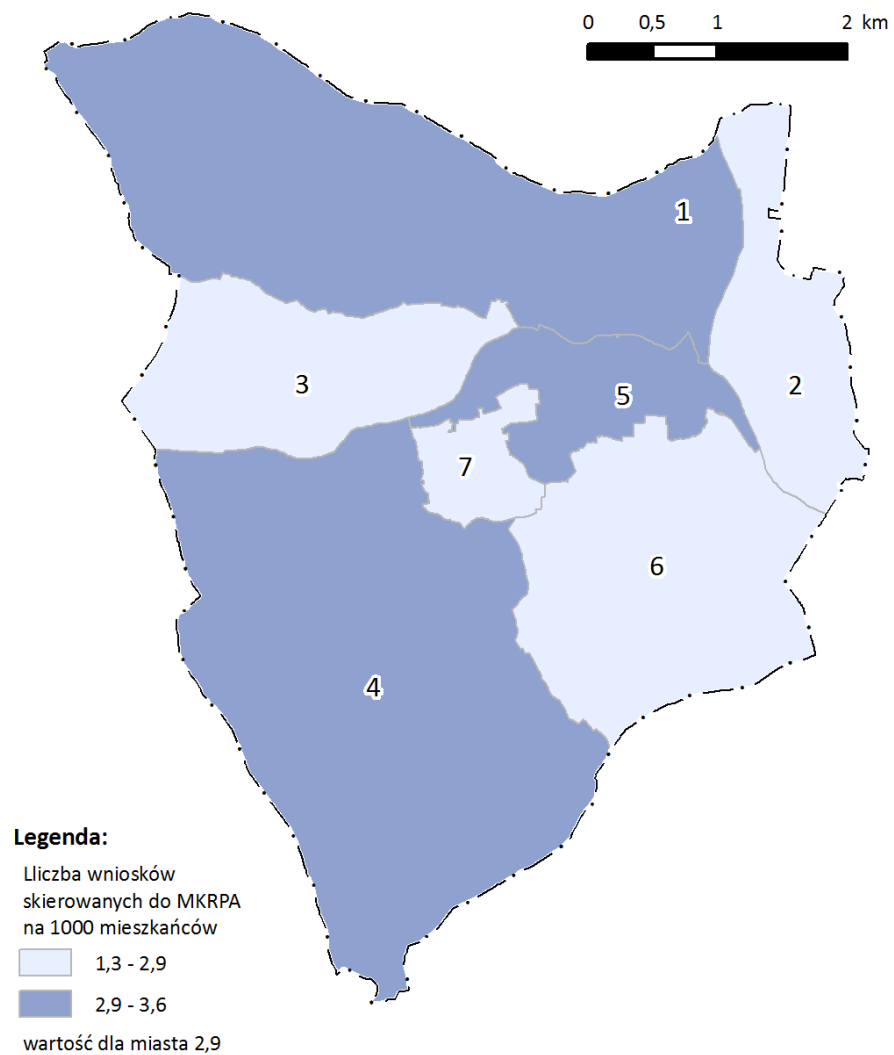 0 0,5 1 2 km
1
2
3
5
7
6
4
Legenda:
Lliczba wniosków
skierowanych do MKRPA
na 1000 mieszkańców
1,3 - 2,9
2,9 - 3,6
wartość dla miasta 2,9